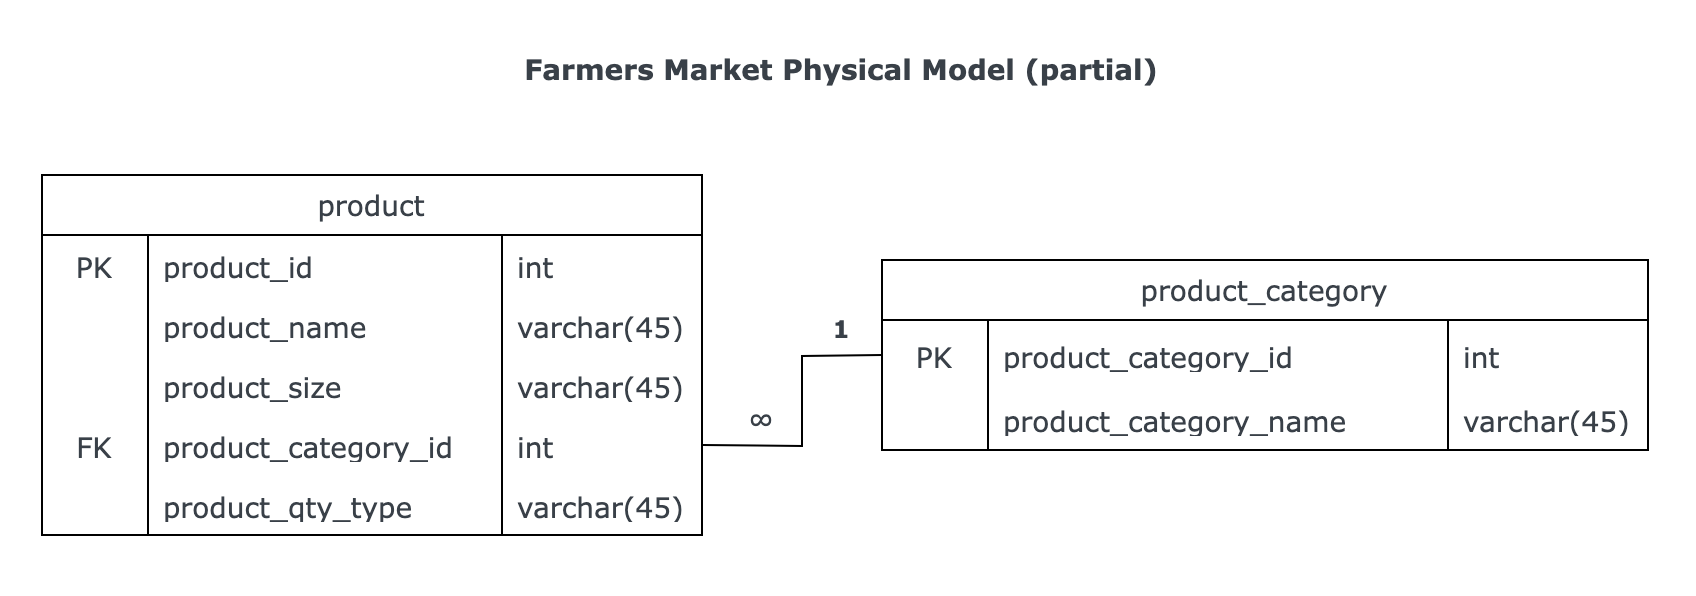 Farmers Market Physical Model (partial)
product
PK product_id int
product_name varchar(45)
product_size varchar(45)
FK product_category_id int
product_qty_type varchar(45)
∞
1
product_category
PK product_category_id int
product_category_name varchar(45)